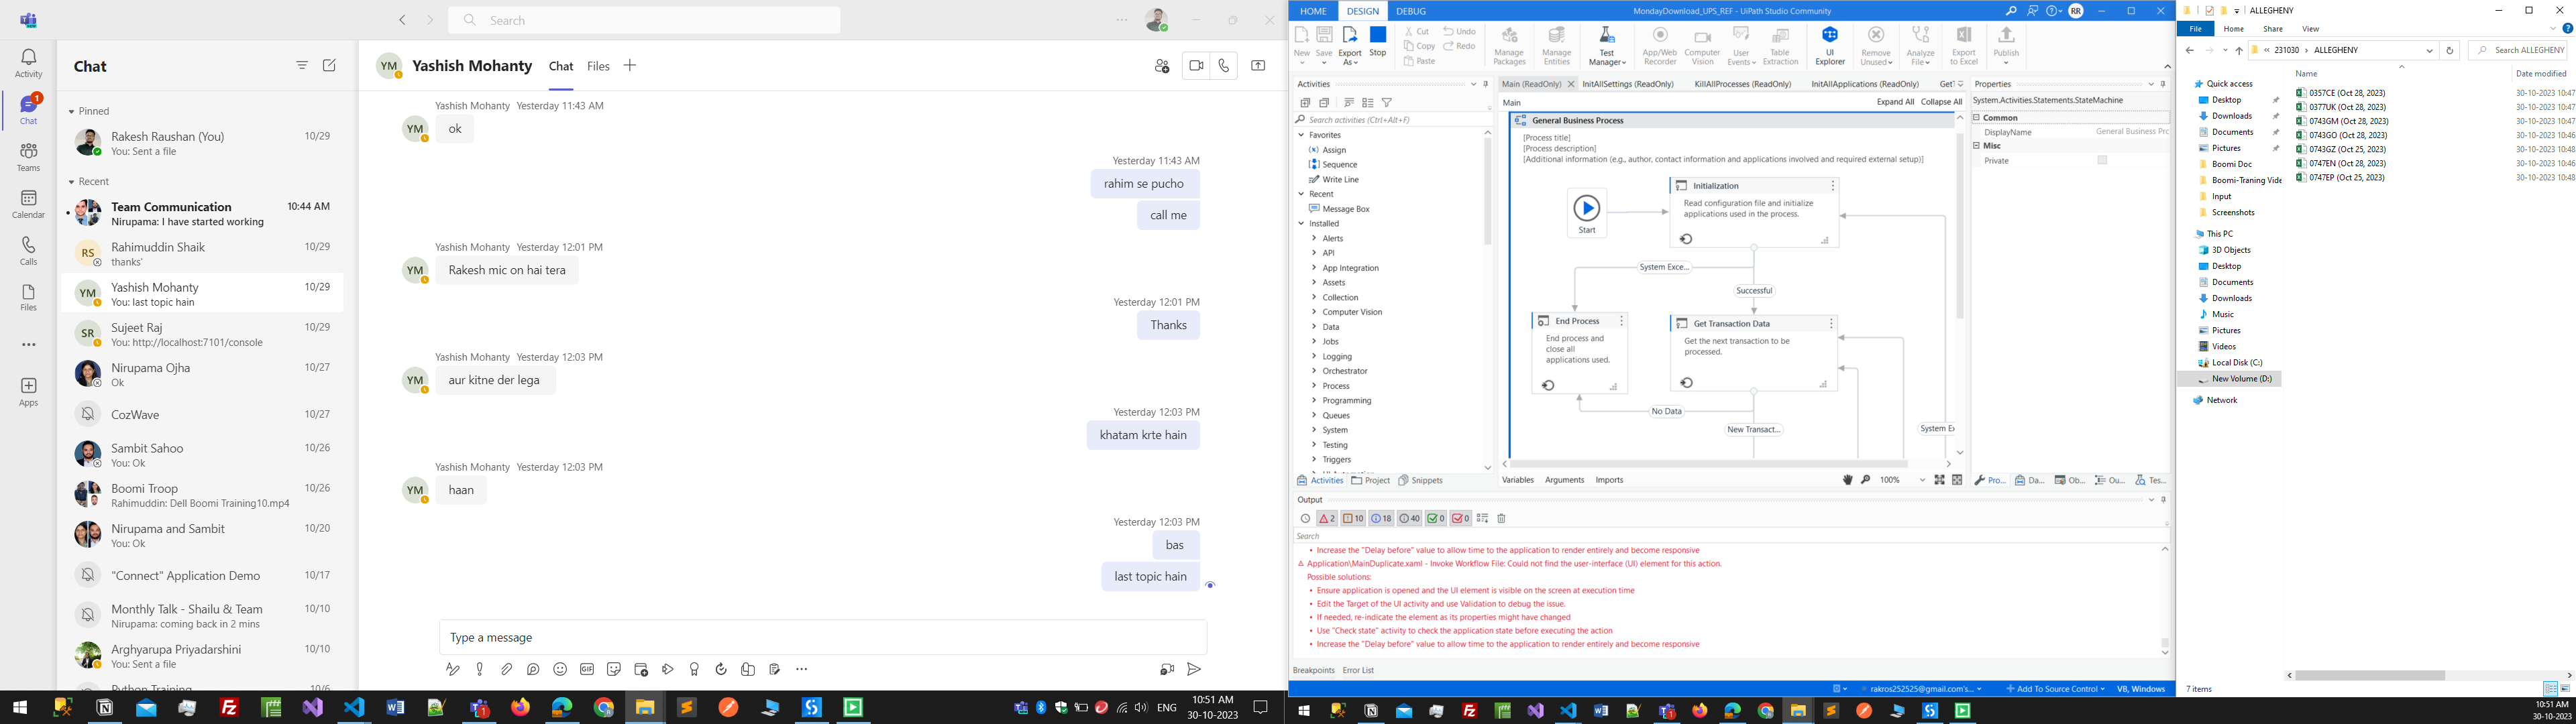 Search
Activity
Chat
1
Teams
Calendar
Calls
Files
Apps
Chat
Pinned
Rakesh Raushan (You)
10/29
You: Sent a file
Recent
Team Communication
10:44 AM
Nirupama: I have started working
RS
Rahimuddin Shaik
10/29
thanks'
YM
Yashish Mohanty
10/29
You: last topic hain
SR
Sujeet Raj
10/29
You: http://localhost:7101/console
Nirupama Ojha
10/27
Ok
CozWave
10/27
Sambit Sahoo
10/26
You: Ok
Boomi Troop
10/26
Rahimuddin: Dell Boomi Training10.mp4
Nirupama and Sambit
10/20
You: Ok
"Connect" Application Demo
10/17
Monthly Talk - Shailu & Team
10/10
Nirupama: coming back in 2 mins
Arghyarupa Priyadarshini
10/10
You: Sent a file
Python Training
10/6
YM
Yashish Mohanty
Chat
Files
Yashish Mohanty Yesterday 11:43 AM
YM
ok
Yesterday 11:43 AM
rahim se pucho
call me
Yashish Mohanty Yesterday 12:01 PM
YM
Rakesh mic on hai tera
Yesterday 12:01 PM
Thanks
Yashish Mohanty Yesterday 12:03 PM
YM
aur kitne der lega
Yesterday 12:03 PM
khatam krte hain
Yashish Mohanty Yesterday 12:03 PM
YM
haan
Yesterday 12:03 PM
bas
last topic hain
Type a message
GIF
ENG
10:51 AM
30-10-2023
HOME
DESIGN
DEBUG
MondayDownload_UPS_REF - UiPath Studio Community
RR
New
Save
Export As
Stop
Cut
Copy
Paste
Undo
Redo
Manage Packages
Manage Entities
Test Manager
App/Web Recorder
Computer Vision
User Events
Table Extraction
UI Explorer
Remove Unused
Analyze File
Export to Excel
Publish
Activities
Search activities (Ctrl+Alt+F)
Favorites
Assign
Sequence
Write Line
Recent
Message Box
Installed
Alerts
API
App Integration
Assets
Collection
Computer Vision
Data
Jobs
Logging
Orchestrator
Process
Programming
Queues
System
Testing
Triggers
Activities
Project
Snippets
Main (ReadOnly)
InitAllSettings (ReadOnly)
KillAllProcesses (ReadOnly)
InitAllApplications (ReadOnly)
GetT
Main
Expand All
Collapse All
General Business Process
[Process title]
[Process description]
[Additional information (e.g., author, contact information and applications involved and required external setup)]
Start
Initialization
Read configuration file and initialize
applications used in the process.
System Exce...
Successful
End Process
End process and
close all
applications used.
Get Transaction Data
Get the next transaction to be
processed.
No Data
New Transact...
System Ex
Variables
Arguments
Imports
100%
Properties
System.Activities.Statements.StateMachine
Common
DisplayName
General Business Prc
Misc
Private
Pro...
Da...
Ob...
Ou...
Tes...
Output
2
10
18
40
0
0
Search
• Increase the "Delay before" value to allow time to the application to render entirely and become responsive
Application\MainDuplicate.xaml - Invoke Workflow File: Could not find the user-interface (UI) element for this action.
Possible solutions:
• Ensure application is opened and the UI element is visible on the screen at execution time
• Edit the Target of the UI activity and use Validation to debug the issue.
• If needed, re-indicate the element as its properties might have changed
• Use "Check state" activity to check the application state before executing the action
• Increase the "Delay before" value to allow time to the application to render entirely and become responsive
Breakpoints
Error List
rakros252525@gmail.com's...
Add To Source Control
VB, Windows
ALLEGHENY
File
Home
Share
View
« 231030 › ALLEGHENY
Search ALLEGHENY
Quick access
Desktop
Downloads
Documents
Pictures
Boomi Doc
Boomi-Traning Vide
Input
Screenshots
This PC
3D Objects
Desktop
Documents
Downloads
Music
Pictures
Videos
Local Disk (C:)
New Volume (D:)
Network
Name
Date modified
0357CE (Oct 28, 2023)
30-10-2023 10:47
0377UK (Oct 28, 2023)
30-10-2023 10:47
0743GM (Oct 28, 2023)
30-10-2023 10:47
0743GO (Oct 28, 2023)
30-10-2023 10:46
0743GZ (Oct 25, 2023)
30-10-2023 10:48
0747EN (Oct 28, 2023)
30-10-2023 10:46
0747EP (Oct 25, 2023)
30-10-2023 10:48
7 items
10:51 AM
30-10-2023